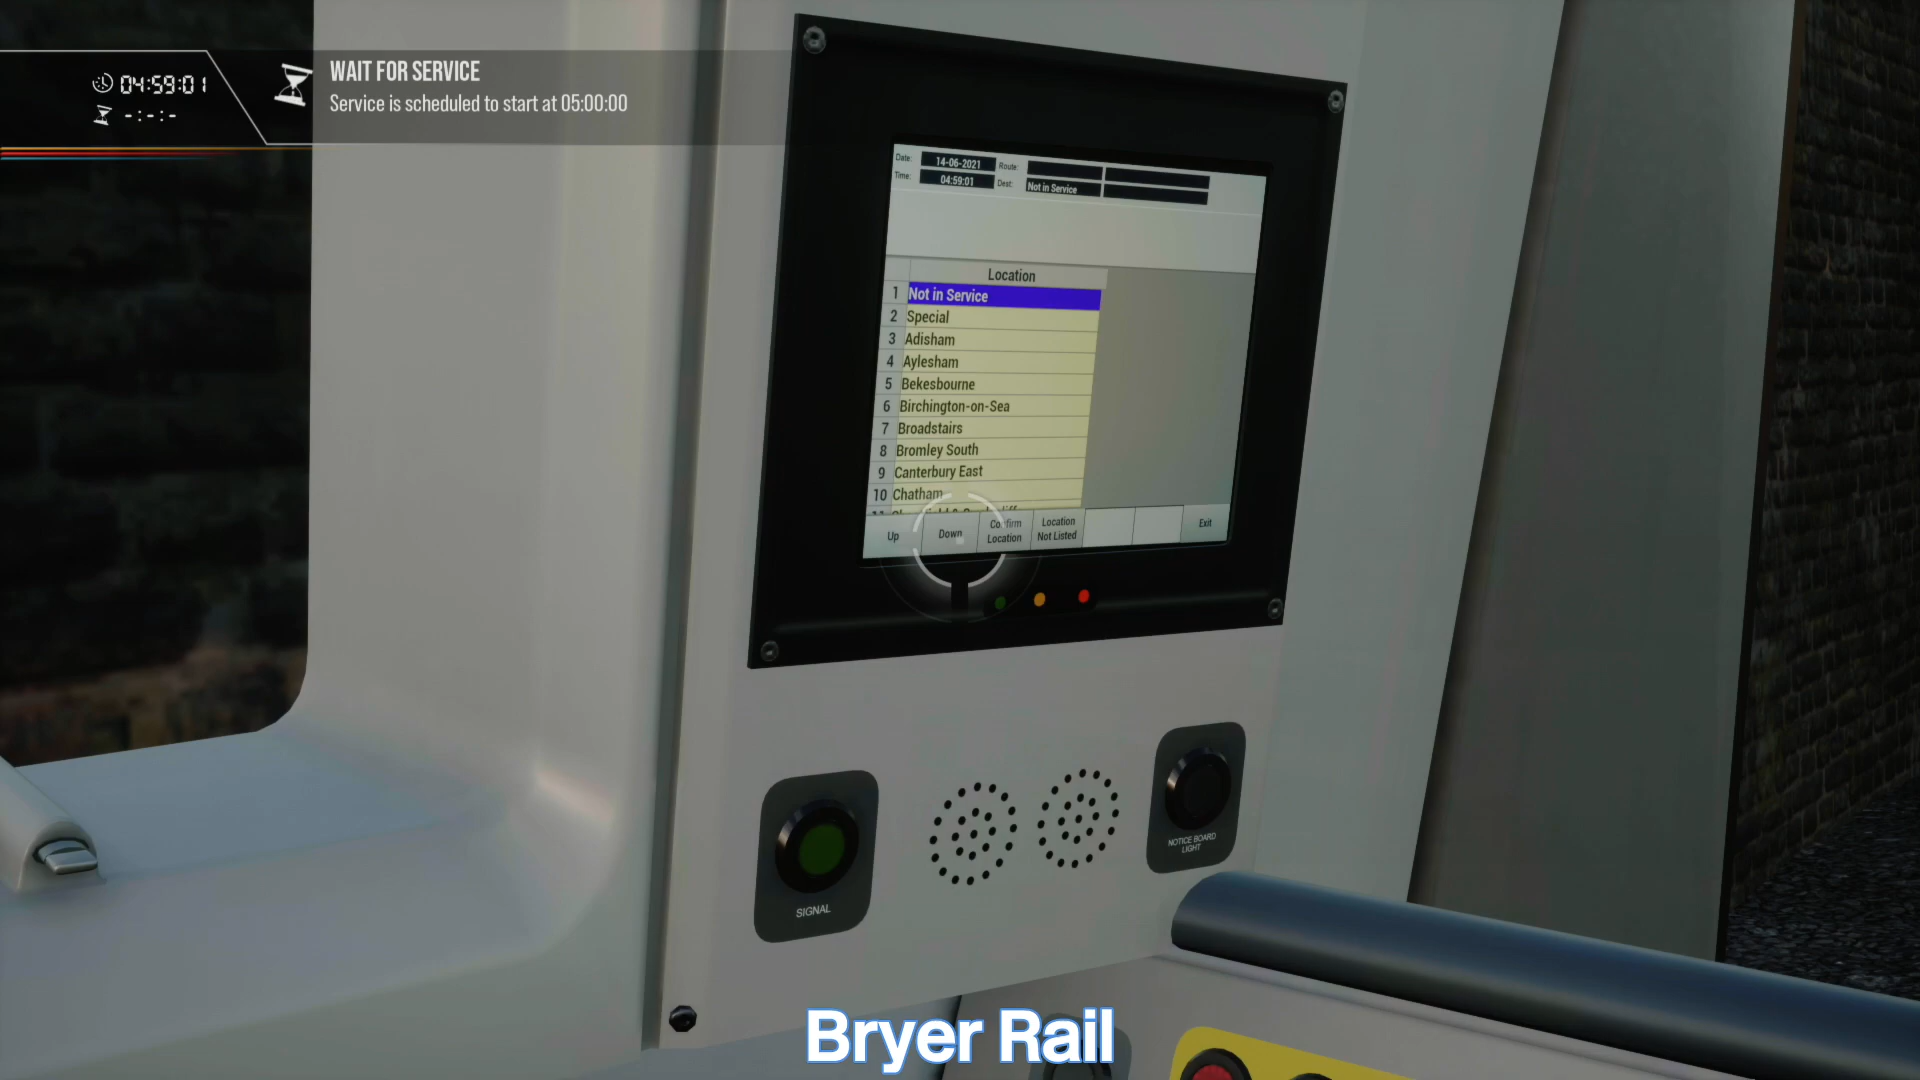 04:59:01
-:-:-
WAIT FOR SERVICE
Service is scheduled to start at 05:00:00
Date: 14-06-2021 Route:
Time: 04:59:01 Dest: Not in Service
Location
1 Not in Service
2 Special
3 Adisham
4 Aylesham
5 Bekesbourne
6 Birchington-on-Sea
7 Broadstairs
8 Bromley South
9 Canterbury East
10 Chatham
Up
Down
Confirm
Location
Location
Not Listed
Exit
SIGNAL
NOTICE BOARD
LIGHT
Bryer Rail